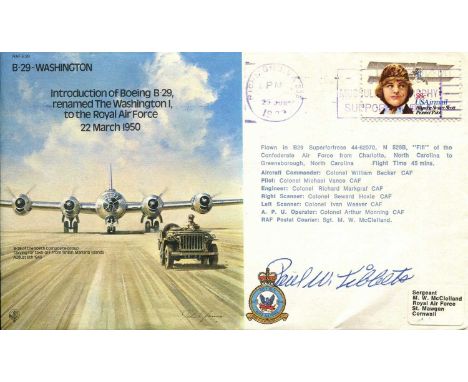 B-29-WASHINGTON
Introduction of Boeing B-29,
renamed The Washington I,
to the Royal Air Force
22 March 1950
PM
USAirmail
Flown in B29 Superfortress 44-62070, N 529B, "Fifi" of the
Confederate Air Force from Charlotte, North Carolina to
Greensborough, North Carolina Flight Time 45 mins.
Aircraft Commander: Colonel William Becker CAF
Pilot: Colonel Michael Vance CAF
Engineer: Colonel Richard Markgraf CAF
Right Scanner: Colonel Seward Hoxie CAF
Left Scanner: Colonel Ivan Weaver CAF
A. P. U. Operator: Colonel Arthur Manning CAF
RAF Postal Courier: Sgt. M. W. McClelland.
Paul W. Tibbets
Sergeant
M. W. McClelland
Royal Air Force
St. Mawgan
Cornwall